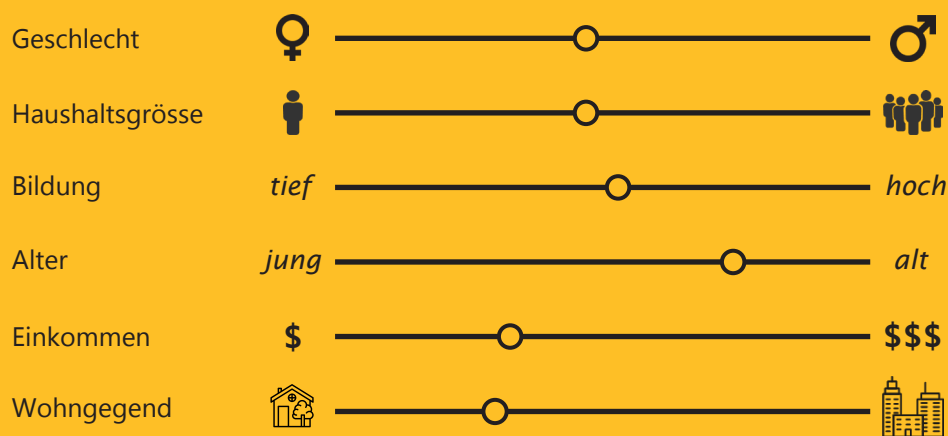 Geschlecht
Haushaltsgrösse
Bildung tief hoch
Alter jung alt
Einkommen $ $$$
Wohngegend